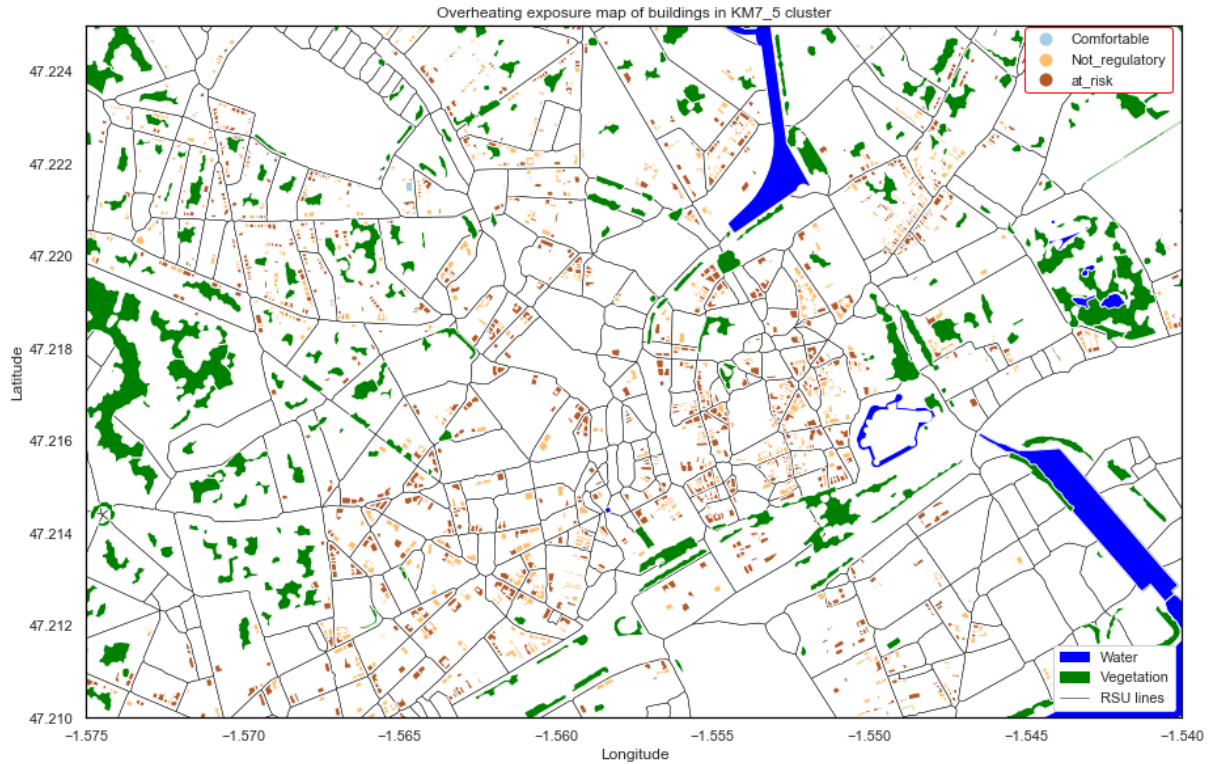 Overheating exposure map of buildings in KM7_5 cluster
Comfortable
Not_regulatory
at_risk
47.224
47.222
47.220
47.218
47.216
47.214
47.212
47.210
Latitude
Water
Vegetation
RSU lines
−1.575
−1.570
−1.565
−1.560
−1.555
−1.550
−1.545
−1.540
Longitude